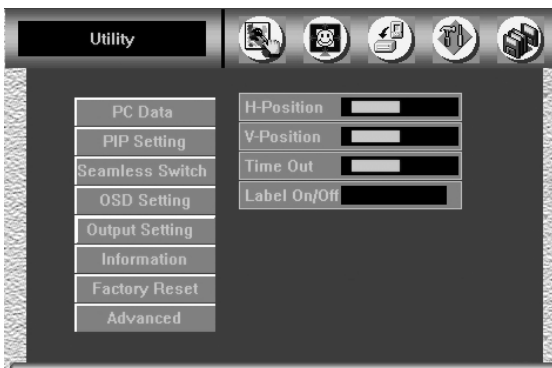 Utility
PC Data
PIP Setting
Seamless Switch
OSD Setting
Output Setting
Information
Factory Reset
Advanced
H-Position
V-Position
Time Out
Label On/Off